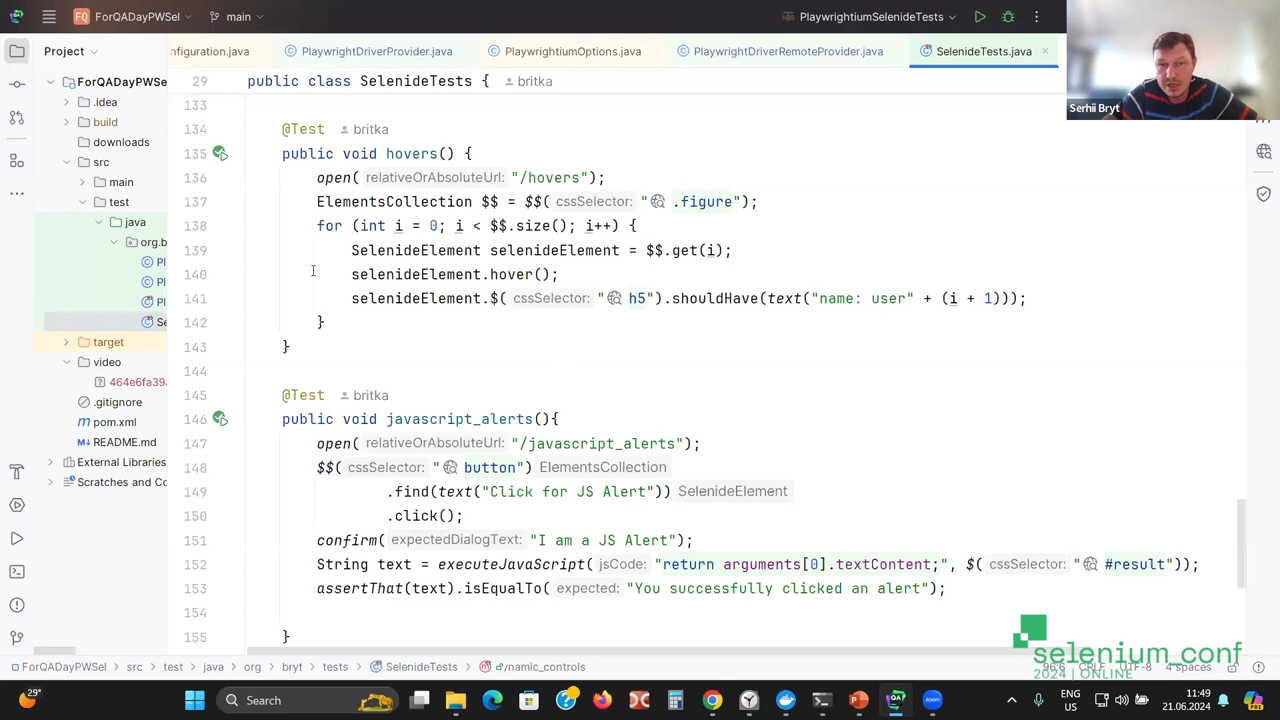 FQ ForQADayPWSel main PlaywrightiumSelenideTests
Project
nfiguration.java PlaywrightDriverProvider.java PlaywrightiumOptions.java PlaywrightDriverRemoteProvider.java SelenideTests.java
Serhii Bryt
ForQADayPWSel
.idea
build
downloads
src
main
test
java
org.b
Pl
Pl
Pl
Se
target
video
464e6fa39
.gitignore
pom.xml
README.md
External Libraries
Scratches and Co
29 public class SelenideTests { britka
133
134 @Test britka
135 public void hovers() {
136 open( relativeOrAbsoluteUrl: "/hovers");
137 ElementsCollection $$ = $$( cssSelector: ".figure");
138 for (int i = 0; i < $$.size(); i++) {
139 SelenideElement selenideElement = $$.get(i);
140 selenideElement.hover();
141 selenideElement.$( cssSelector: "h5").shouldHave(text("name: user" + (i + 1)));
142 }
143 }
144
145 @Test britka
146 public void javascript_alerts(){
147 open( relativeOrAbsoluteUrl: "/javascript_alerts");
148 $$( cssSelector: "button") ElementsCollection
149 .find(text("Click for JS Alert")) SelenideElement
150 .click();
151 confirm( expectedDialogText: "I am a JS Alert");
152 String text = executeJavaScript( jsCode: "return arguments[0].textContent;", $( cssSelector: "#result"));
153 assertThat(text).isEqualTo( expected: "You successfully clicked an alert");
154
155 }
selenium_conf
2024 | ONLINE
ForQADayPWSel > src > test > java > org > bryt > tests > SelenideTests > dynamic_controls 96:6 CRLF UTF-8 4 spaces
29° Search ENG US 11:49 21.06.2024